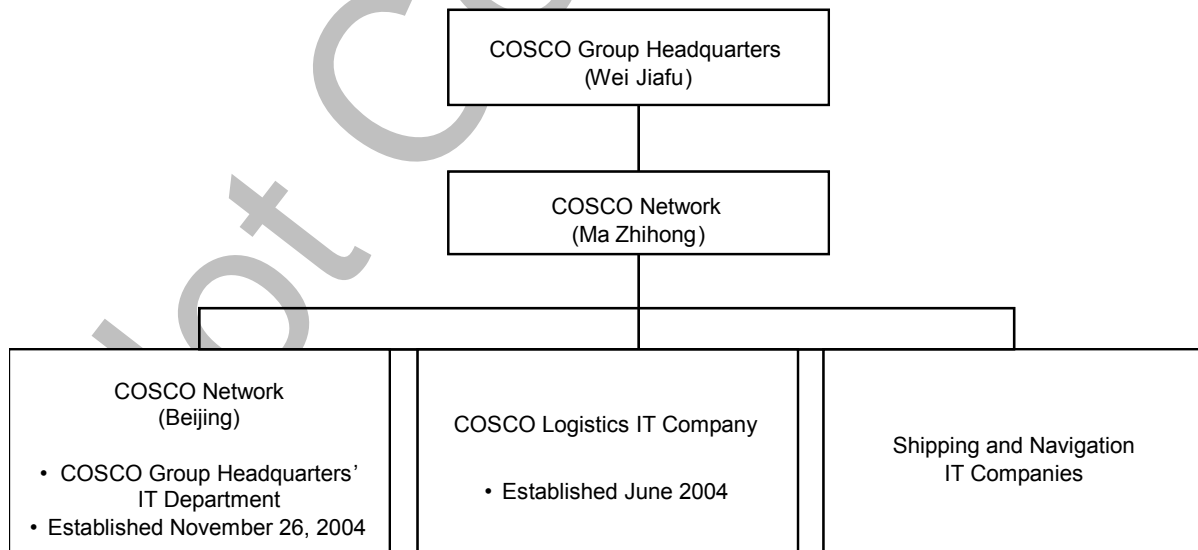 COSCO Group Headquarters
(Wei Jiafu)
COSCO Network
(Ma Zhihong)
COSCO Network
(Beijing)
• COSCO Group Headquarters’
IT Department
• Established November 26, 2004
COSCO Logistics IT Company
• Established June 2004
Shipping and Navigation
IT Companies